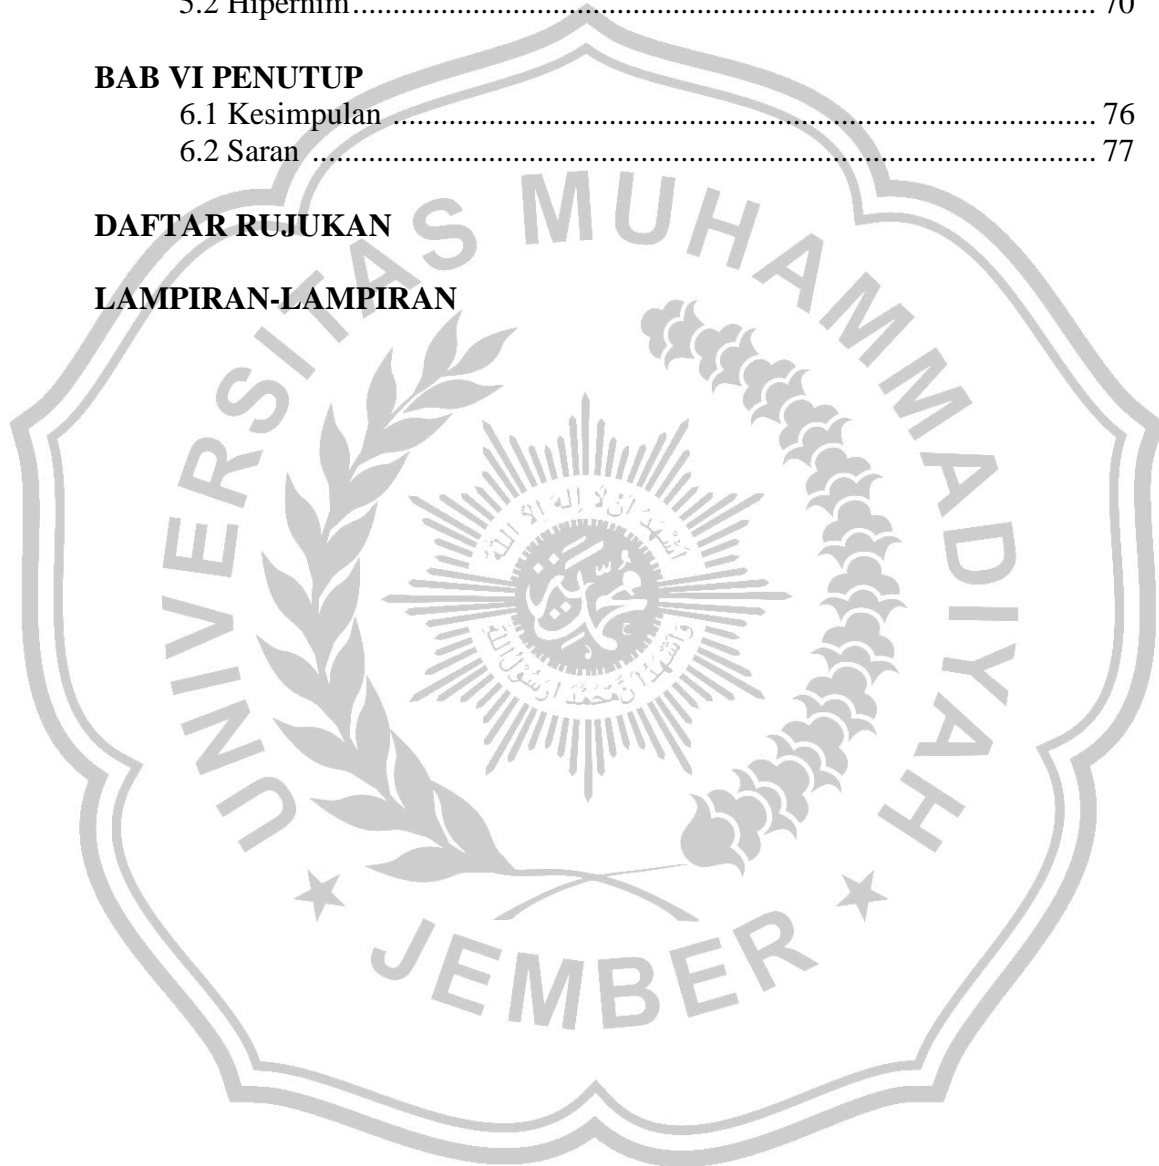 5.2 Hipernim............................................................................................ 70
BAB VI PENUTUP
6.1 Kesimpulan ....................................................................................... 76
6.2 Saran ................................................................................................. 77
DAFTAR RUJUKAN
LAMPIRAN-LAMPIRAN
UNIVERSITAS MUHAMMADIYAH
JEMBER